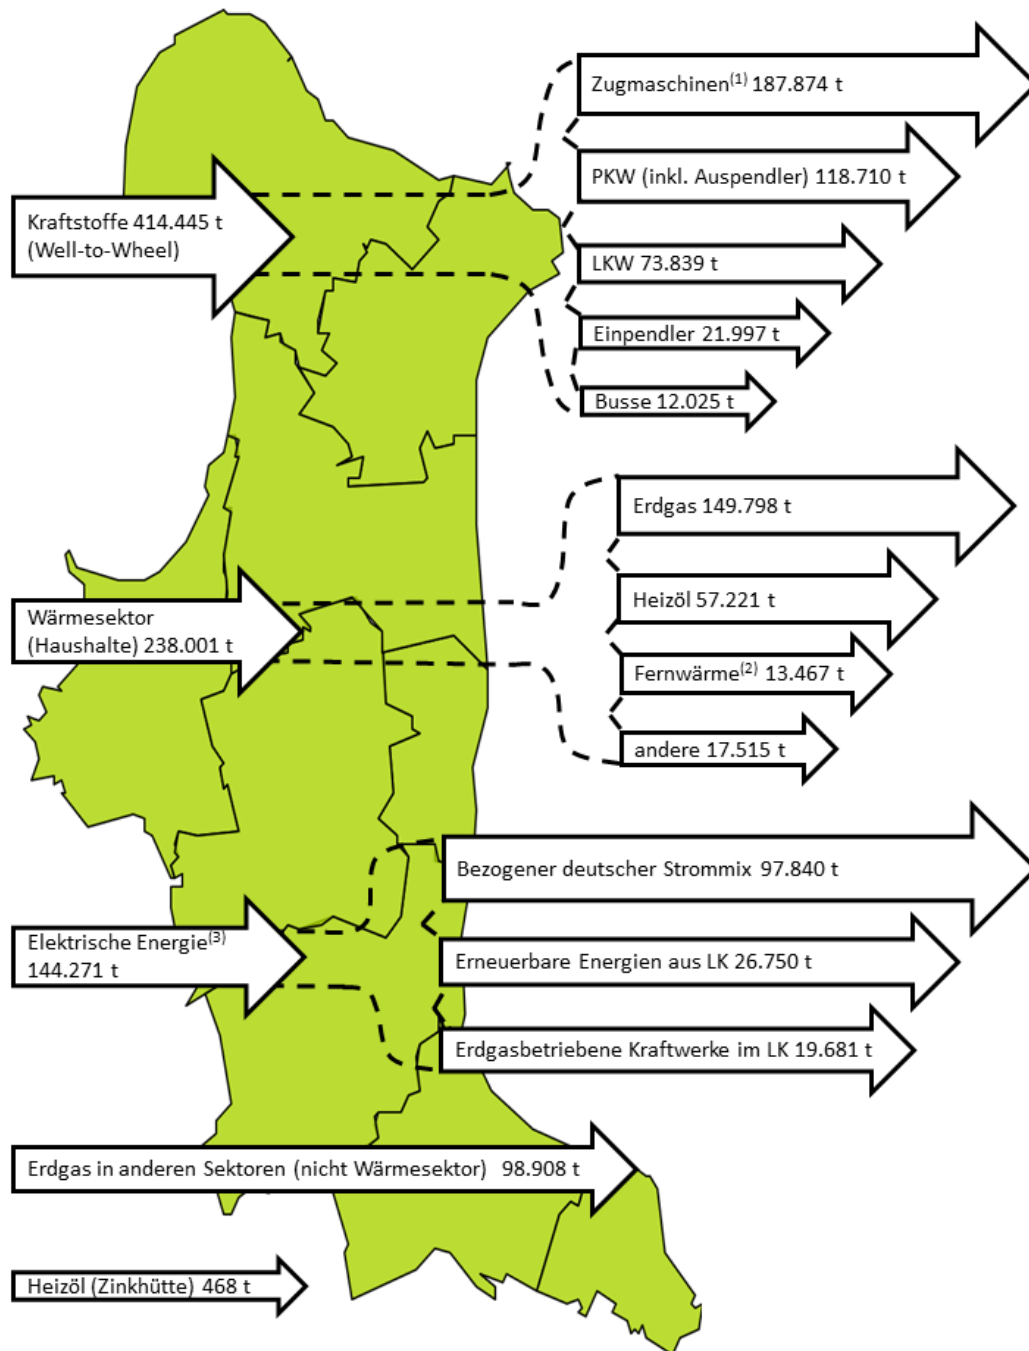 Zugmaschinen(1) 187.874 t
PKW (inkl. Auspendler) 118.710 t
Kraftstoffe 414.445 t
(Well-to-Wheel)
LKW 73.839 t
Einpendler 21.997 t
Busse 12.025 t
Erdgas 149.798 t
Heizöl 57.221 t
Wärmesektor
(Haushalte) 238.001 t
Fernwärme(2) 13.467 t
andere 17.515 t
Bezogener deutscher Strommix 97.840 t
Elektrische Energie(3)
144.271 t
Erneuerbare Energien aus LK 26.750 t
Erdgasbetriebene Kraftwerke im LK 19.681 t
Erdgas in anderen Sektoren (nicht Wärmesektor) 98.908 t
Heizöl (Zinkhütte) 468 t